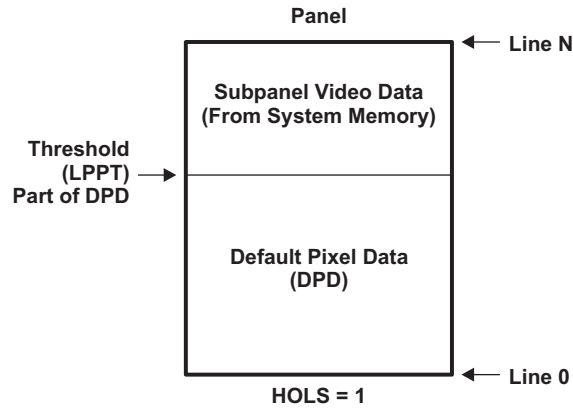 Panel
Line N
Subpanel Video Data
(From System Memory)
Threshold
(LPPT)
Part of DPD
Default Pixel Data
(DPD)
Line 0
HOLS = 1